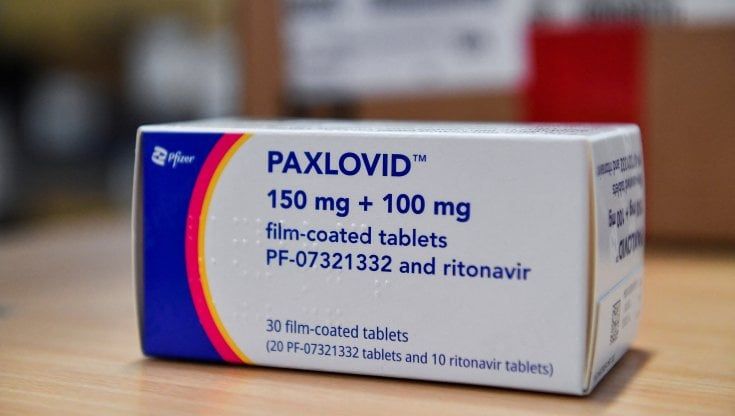 Pfizer
PAXLOVID™
150 mg + 100 mg
film-coated tablets
PF-07321332 and ritonavir
30 film-coated tablets
(20 PF-07321332 tablets and 10 ritonavir tablets)